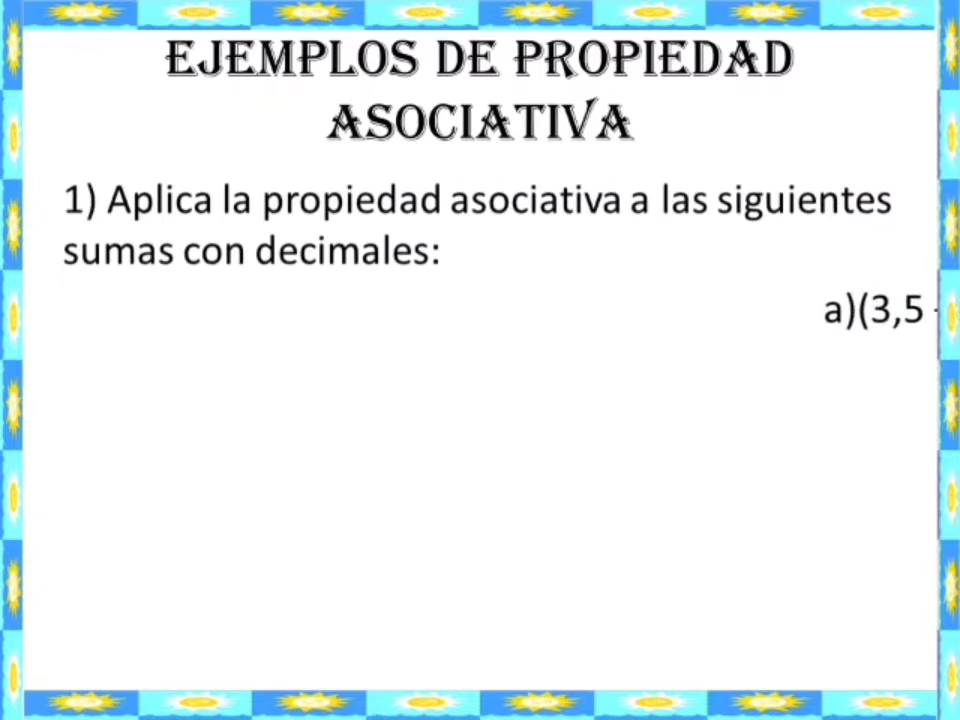 EJEMPLOS DE PROPIEDAD
ASOCIATIVA
1) Aplica la propiedad asociativa a las siguientes
sumas con decimales:
a)(3,5